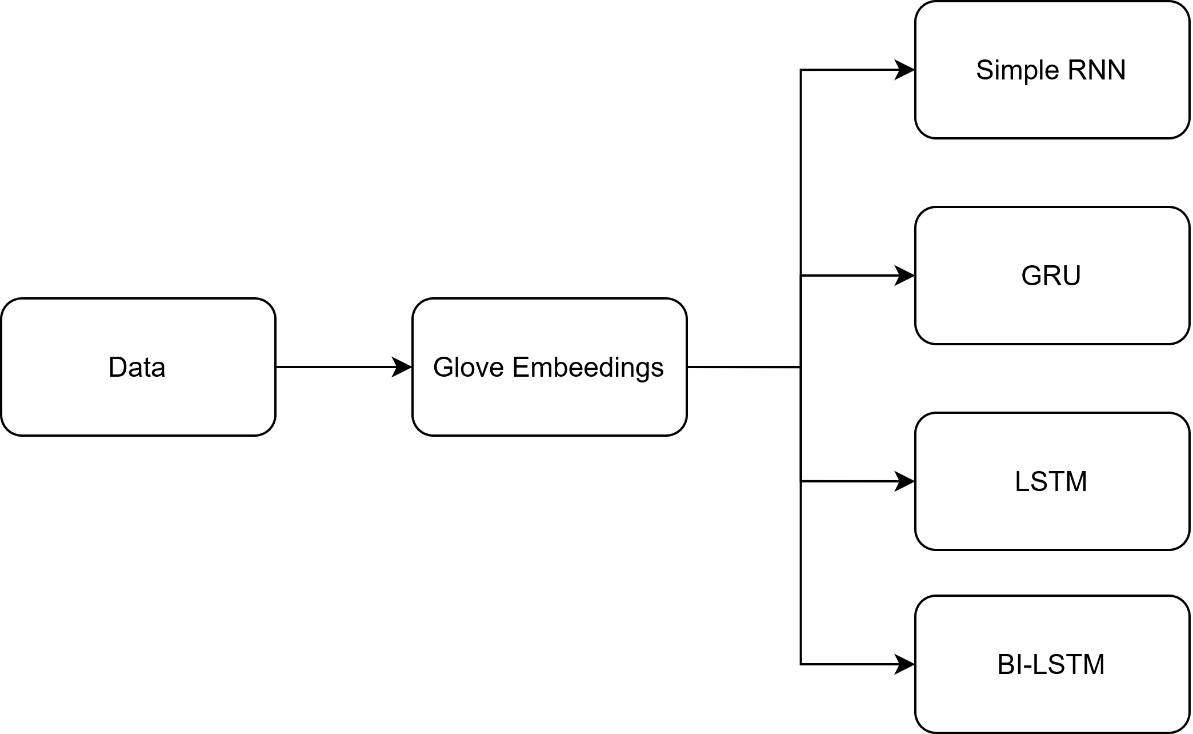 Simple RNN
GRU
Data
Glove Embeedings
LSTM
BI-LSTM